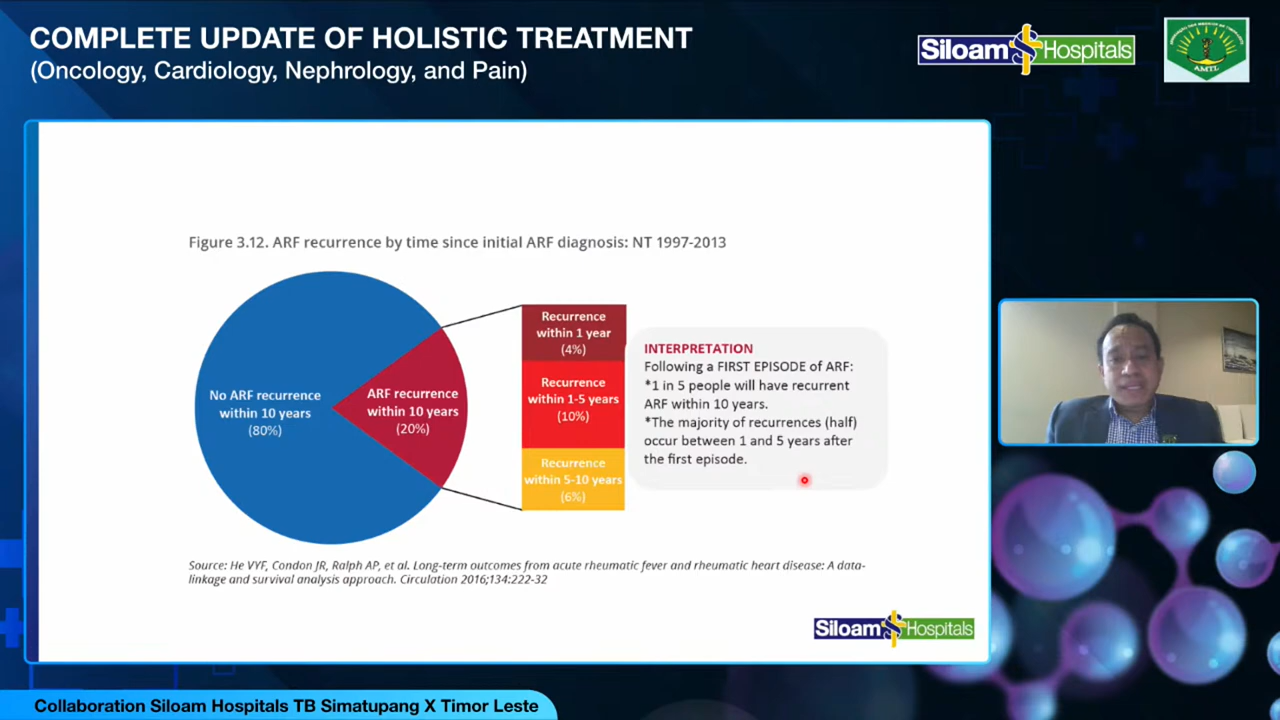 COMPLETE UPDATE OF HOLISTIC TREATMENT
(Oncology, Cardiology, Nephrology, and Pain)
Siloam Hospitals
AMTL
Figure 3.12. ARF recurrence by time since initial ARF diagnosis: NT 1997-2013
No ARF recurrence
within 10 years
(80%)
ARF recurrence
within 10 years
(20%)
Recurrence
within 1 year
(4%)
Recurrence
within 1-5 years
(10%)
Recurrence
within 5-10 years
(6%)
INTERPRETATION
Following a FIRST EPISODE of ARF:
*1 in 5 people will have recurrent
ARF within 10 years.
*The majority of recurrences (half)
occur between 1 and 5 years after
the first episode.
Source: He VYF, Condon JR, Ralph AP, et al. Long-term outcomes from acute rheumatic fever and rheumatic heart disease: A data-
linkage and survival analysis approach. Circulation 2016;134:222-32
Siloam Hospitals
Collaboration Siloam Hospitals TB Simatupang X Timor Leste